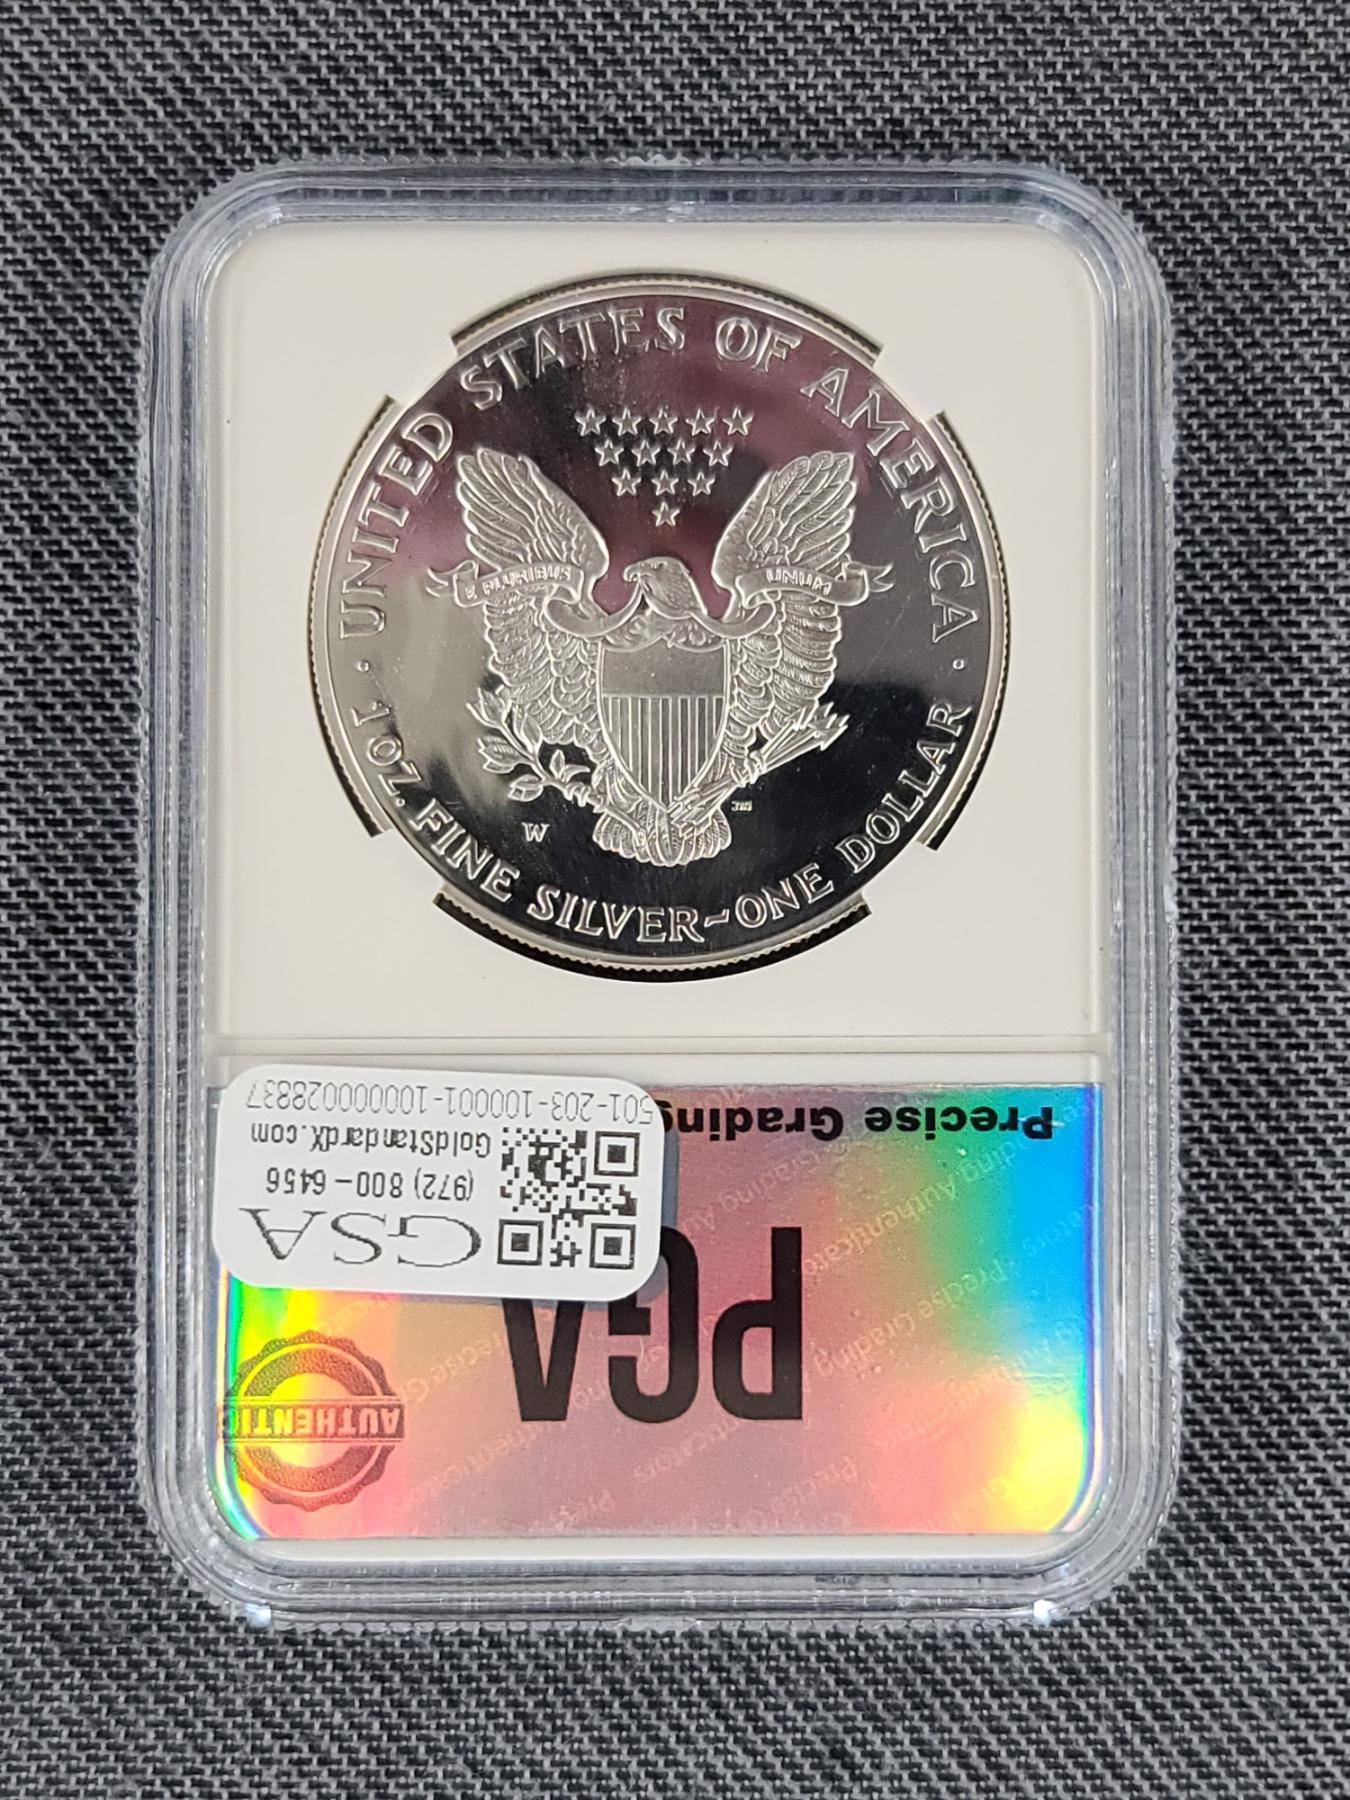 UNITED STATES OF AMERICA
E PLURIBUS UNUM
W
1 OZ. FINE SILVER~ONE DOLLAR
GSA
(972) 800-6456
GoldStandardX.com
501-203-100001-100000028837
PGA
Precise Grading
AUTHENTIC